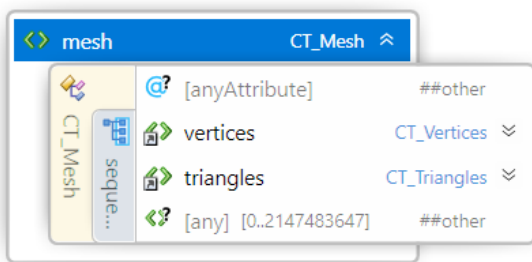 mesh CT_Mesh
CT_Mesh
seque...
[anyAttribute] ##other
vertices CT_Vertices
triangles CT_Triangles
[any] [0..2147483647] ##other